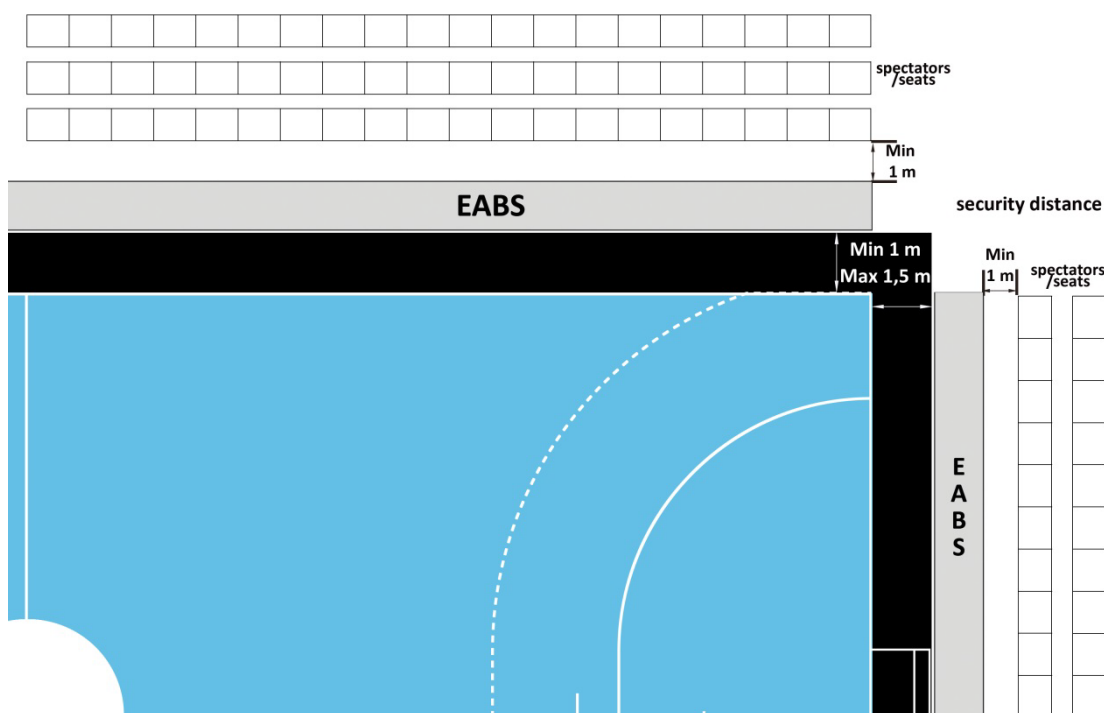 spectators
/seats
Min
1 m
EABS
security distance
Min 1 m
Max 1,5 m
Min
1 m
spectators
/seats
E
A
B
S